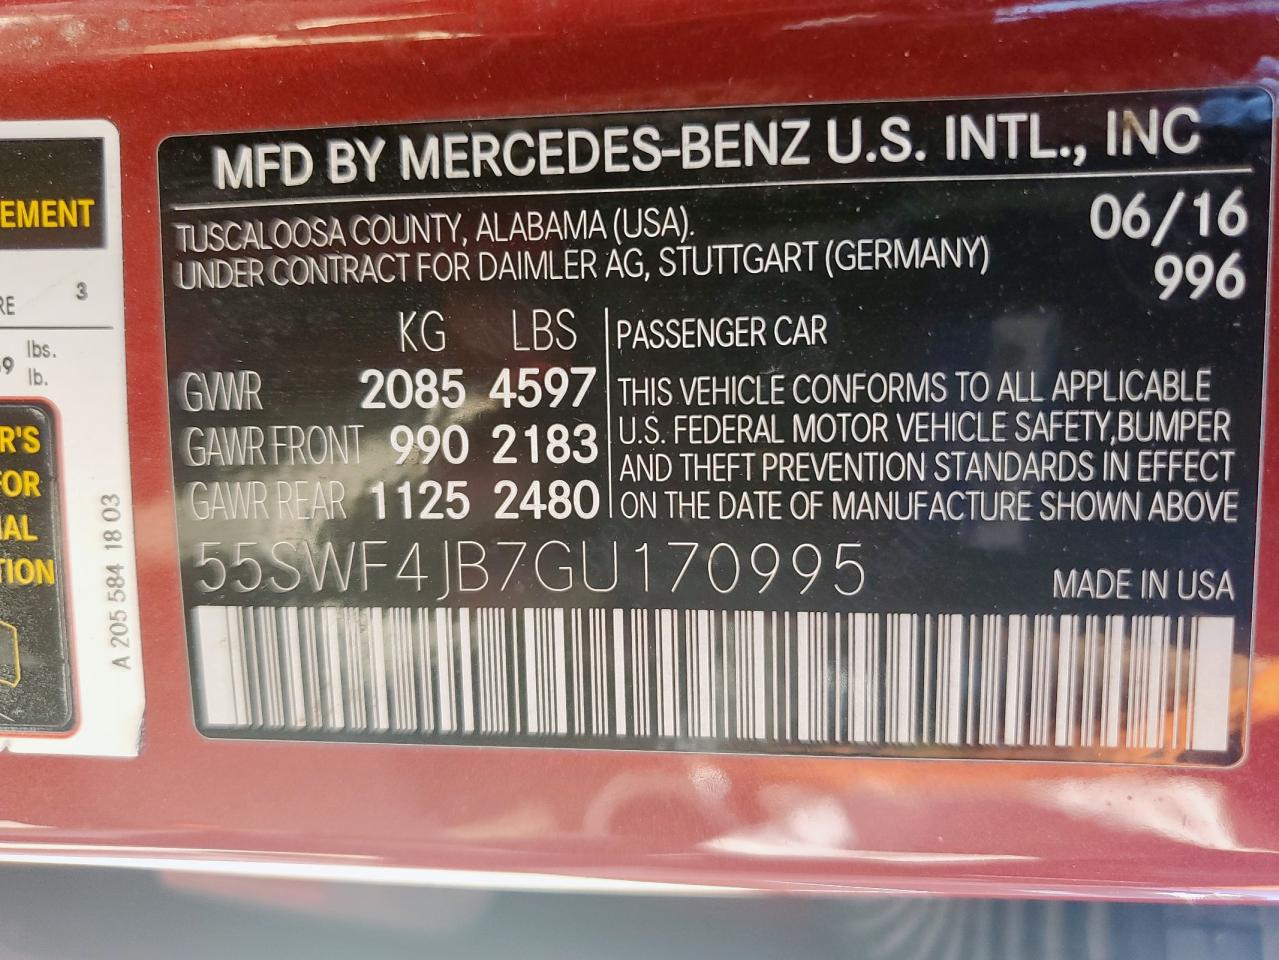 MFD BY MERCEDES-BENZ U.S. INTL., INC
TUSCALOOSA COUNTY, ALABAMA (USA).
UNDER CONTRACT FOR DAIMLER AG, STUTTGART (GERMANY)
06/16
996
KG LBS
GVWR 2085 4597
GAWR FRONT 990 2183
GAWR REAR 1125 2480
PASSENGER CAR
THIS VEHICLE CONFORMS TO ALL APPLICABLE
U.S. FEDERAL MOTOR VEHICLE SAFETY,BUMPER
AND THEFT PREVENTION STANDARDS IN EFFECT
ON THE DATE OF MANUFACTURE SHOWN ABOVE
55SWF4JB7GU170995
MADE IN USA
EMENT
RE 3
9 lbs.
lb.
R'S
FOR
IAL
TION
A 205 584 18 03